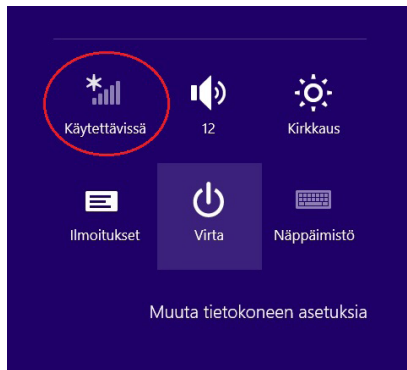 Käytettävissä
12
Kirkkaus
Ilmoitukset
Virta
Näppäimistö
Muuta tietokoneen asetuksia